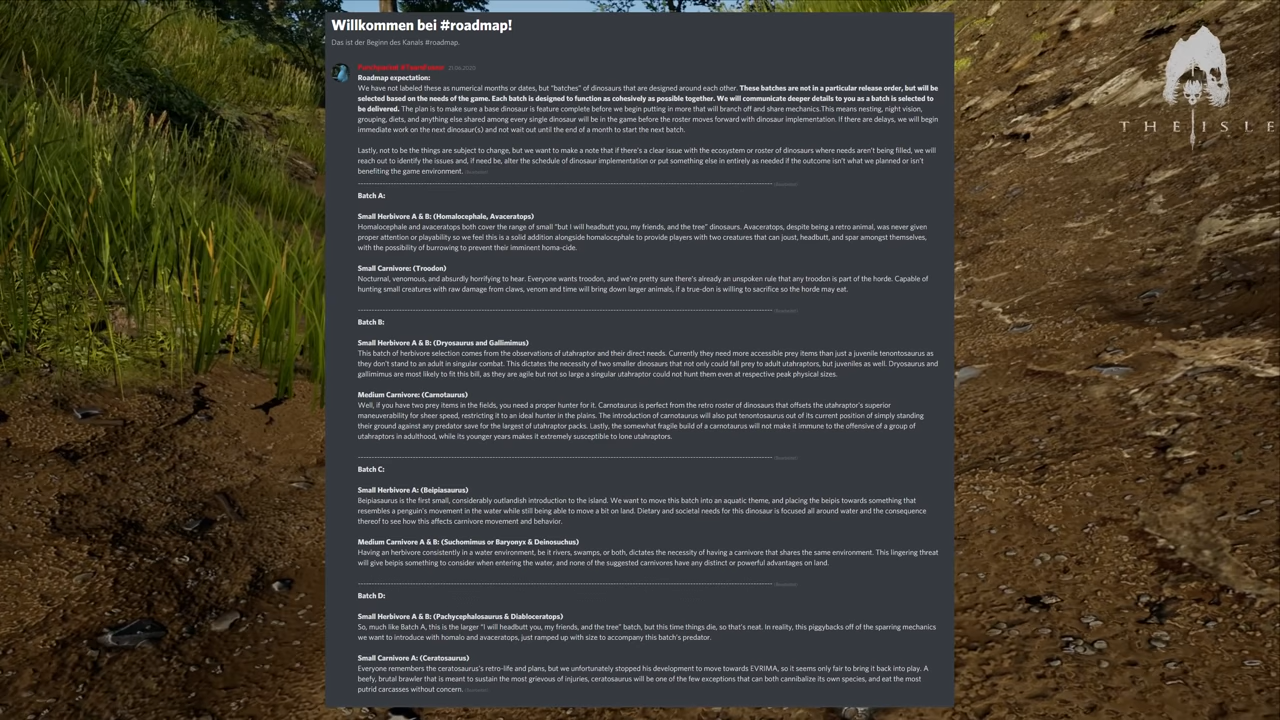 Willkommen bei #roadmap!
Das ist der Beginn des Kanals #roadmap.
21.06.2020
Roadmap expectation:
We have not labeled these as numerical months or dates, but "batches" of dinosaurs that are designed around each other. These batches are not in a particular release order, but will be
selected based on the needs of the game. Each batch is designed to function as cohesively as possible together. We will communicate deeper details to you as a batch is selected to
be delivered. The plan is to make sure a base dinosaur is feature complete before we begin putting in more that will branch off and share mechanics.This means nesting, night vision,
grouping, diets, and anything else shared among every single dinosaur will be in the game before the roster moves forward with dinosaur implementation. If there are delays, we will begin
immediate work on the next dinosaur(s) and not wait out until the end of a month to start the next batch.
Lastly, not to be the things are subject to change, but we want to make a note that if there's a clear issue with the ecosystem or roster of dinosaurs where needs aren't being filled, we will
reach out to identify the issues and, if need be, alter the schedule of dinosaur implementation or put something else in entirely as needed if the outcome isn't what we planned or isn't
benefiting the game environment.
Batch A:
Small Herbivore A & B: (Homalocephale, Avaceratops)
Homalocephale and avaceratops both cover the range of small "but I will headbutt you, my friends, and the tree" dinosaurs. Avaceratops, despite being a retro animal, was never given
proper attention or playability so we feel this is a solid addition alongside homalocephale to provide players with two creatures that can joust, headbutt, and spar amongst themselves,
with the possibility of burrowing to prevent their imminent homa-cide.
Small Carnivore: (Troodon)
Nocturnal, venomous, and absurdly horrifying to hear. Everyone wants troodon, and we're pretty sure there's already an unspoken rule that any troodon is part of the horde. Capable of
hunting small creatures with raw damage from claws, venom and time will bring down larger animals, if a true-don is willing to sacrifice so the horde may eat.
Batch B:
Small Herbivore A & B: (Dryosaurus and Gallimimus)
This batch of herbivore selection comes from the observations of utahraptor and their direct needs. Currently they need more accessible prey items than just a juvenile tenontosaurus as
they don't stand to an adult in singular combat. This dictates the necessity of two smaller dinosaurs that not only could fall prey to adult utahraptors, but juveniles as well. Dryosaurus and
gallimimus are most likely to fit this bill, as they are agile but not so large a singular utahraptor could not hunt them even at respective peak physical sizes.
Medium Carnivore: (Carnotaurus)
Well, if you have two prey items in the fields, you need a proper hunter for it. Carnotaurus is perfect from the retro roster of dinosaurs that offsets the utahraptor's superior
maneuverability for sheer speed, restricting it to an ideal hunter in the plains. The introduction of carnotaurus will also put tenontosaurus out of its current position of simply standing
their ground against any predator save for the largest of utahraptor packs. Lastly, the somewhat fragile build of a carnotaurus will not make it immune to the offensive of a group of
utahraptors in adulthood, while its younger years makes it extremely susceptible to lone utahraptors.
Batch C:
Small Herbivore A: (Beipiasaurus)
Beipiasaurus is the first small, considerably outlandish introduction to the island. We want to move this batch into an aquatic theme, and placing the beipis towards something that
resembles a penguin's movement in the water while still being able to move a bit on land. Dietary and societal needs for this dinosaur is focused all around water and the consequence
thereof to see how this affects carnivore movement and behavior.
Medium Carnivore A & B: (Suchomimus or Baryonyx & Deinosuchus)
Having an herbivore consistently in a water environment, be it rivers, swamps, or both, dictates the necessity of having a carnivore that shares the same environment. This lingering threat
will give beipis something to consider when entering the water, and none of the suggested carnivores have any distinct or powerful advantages on land.
Batch D:
Small Herbivore A & B: (Pachycephalosaurus & Diabloceratops)
So, much like Batch A, this is the larger "I will headbutt you, my friends, and the tree" batch, but this time things die, so that's neat. In reality, this piggybacks off of the sparring mechanics
we want to introduce with homalo and avaceratops, just ramped up with size to accompany this batch's predator.
Small Carnivore A: (Ceratosaurus)
Everyone remembers the ceratosaurus's retro-life and plans, but we unfortunately stopped his development to move towards EVRIMA, so it seems only fair to bring it back into play. A
beefy, brutal brawler that is meant to sustain the most grievous of injuries, ceratosaurus will be one of the few exceptions that can both cannibalize its own species, and eat the most
putrid carcasses without concern.
THE ISLE